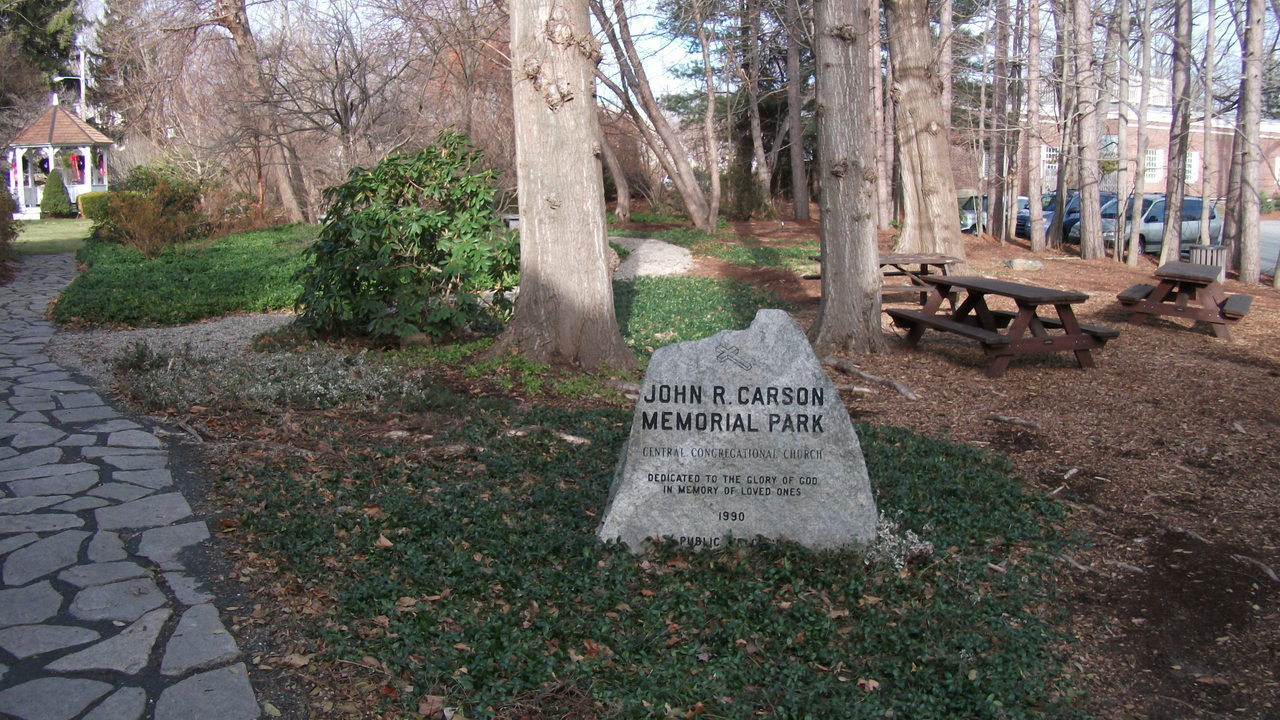 JOHN R. CARSON
MEMORIAL PARK
CENTRAL CONGREGATIONAL CHURCH
DEDICATED TO THE GLORY OF GOD
IN MEMORY OF LOVED ONES
1990
PUBLIC